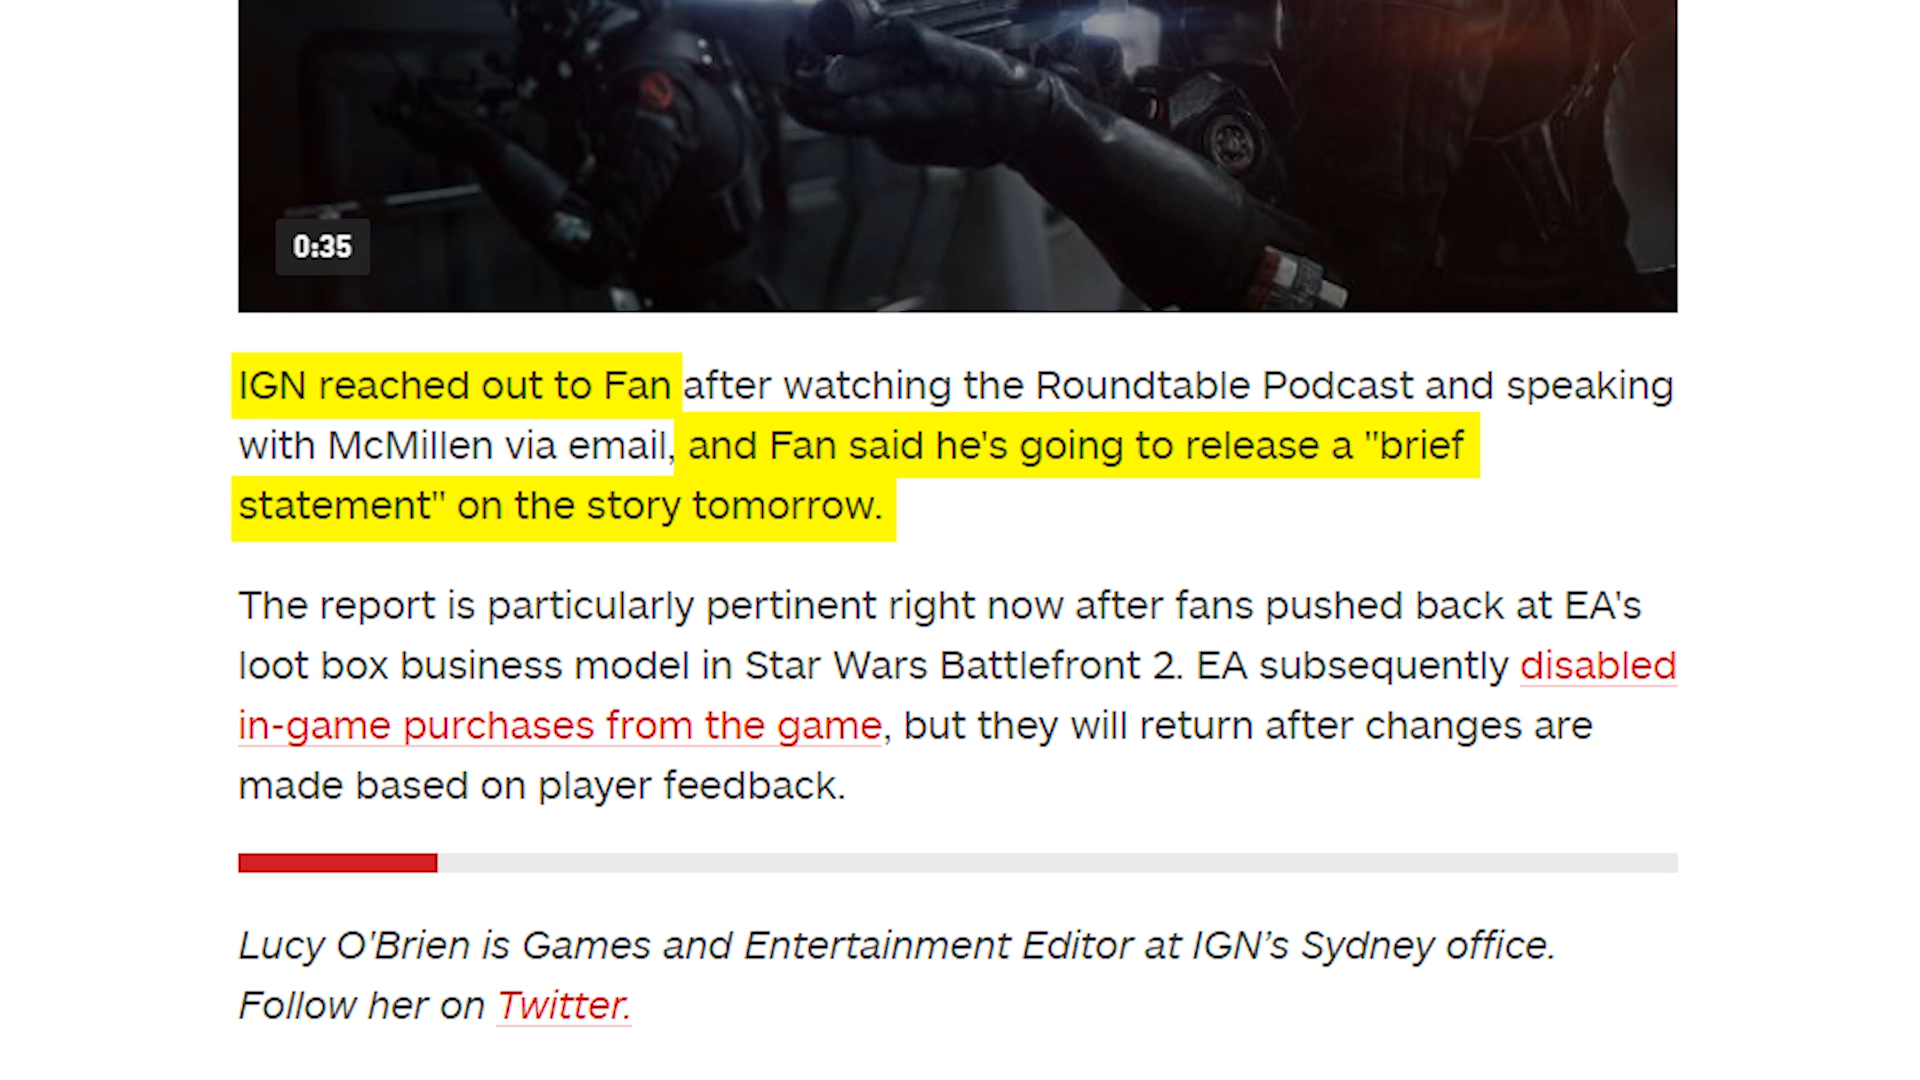 0:35
IGN reached out to Fan after watching the Roundtable Podcast and speaking
with McMillen via email, and Fan said he's going to release a "brief
statement" on the story tomorrow.
The report is particularly pertinent right now after fans pushed back at EA's
loot box business model in Star Wars Battlefront 2. EA subsequently disabled
in-game purchases from the game, but they will return after changes are
made based on player feedback.
Lucy O'Brien is Games and Entertainment Editor at IGN’s Sydney office.
Follow her on Twitter.